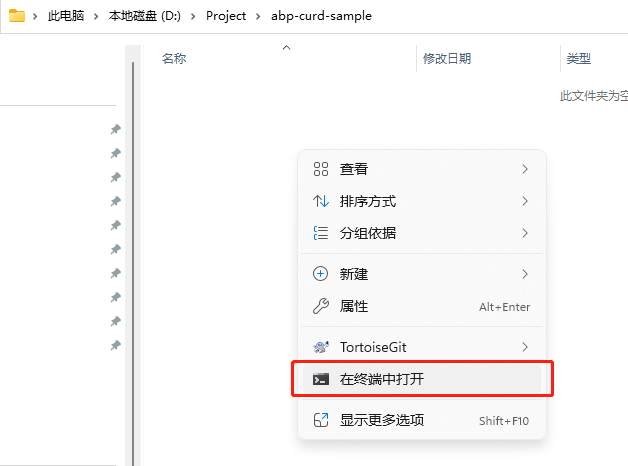 此电脑 > 本地磁盘 (D:) > Project > abp-curd-sample
名称 修改日期 类型
此文件夹为空
查看
排序方式
分组依据
新建
属性 Alt+Enter
TortoiseGit
在终端中打开
显示更多选项 Shift+F10